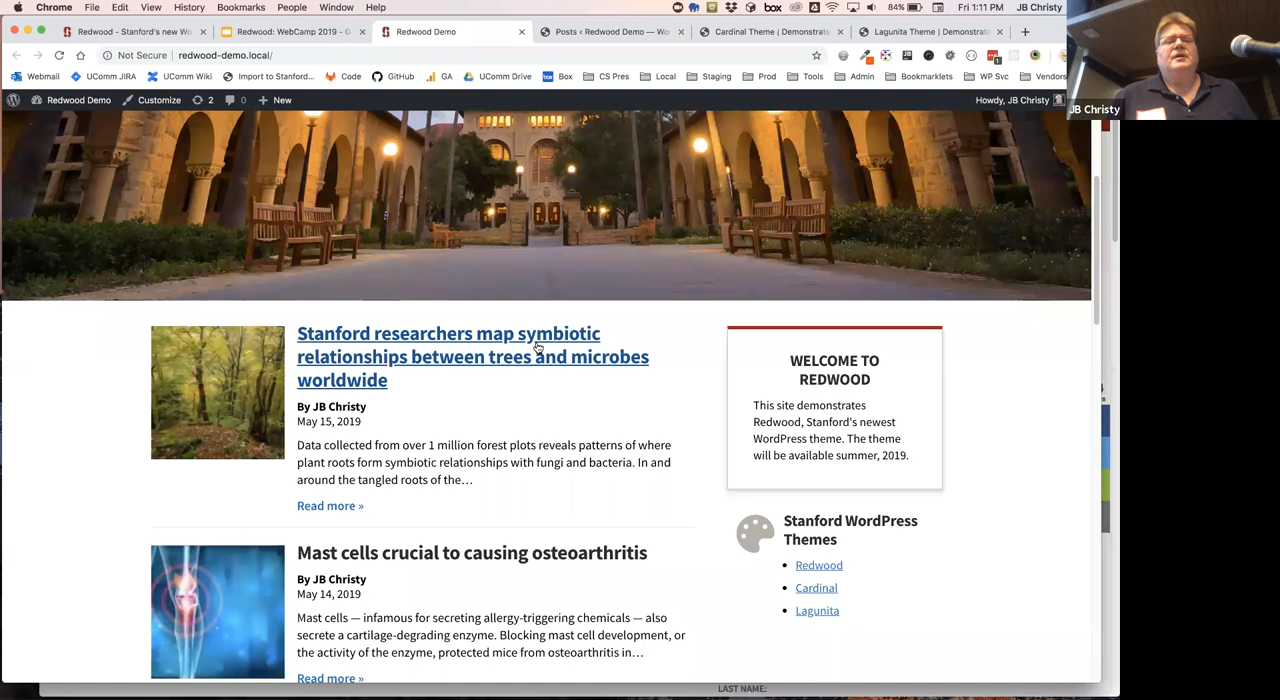 Chrome File Edit View History Bookmarks People Window Help
box 84% Fri 1:11 PM JB Christy
Redwood - Stanford's new Wo
Redwood: WebCamp 2019 - G
Redwood Demo
Posts ‹ Redwood Demo — Wo
Cardinal Theme | Demonstrat
Lagunita Theme | Demonstra
Not Secure | redwood-demo.local/
Webmail UComm JIRA UComm Wiki Import to Stanford... Code GitHub GA UComm Drive Box CS Pres Local Staging Prod Tools Admin Bookmarklets WP Svc Vendors
Redwood Demo Customize 2 0 New Howdy, JB Christy
JB Christy
Stanford researchers map symbiotic
relationships between trees and microbes
worldwide
By JB Christy
May 15, 2019
Data collected from over 1 million forest plots reveals patterns of where
plant roots form symbiotic relationships with fungi and bacteria. In and
around the tangled roots of the…
Read more »
Mast cells crucial to causing osteoarthritis
By JB Christy
May 14, 2019
Mast cells — infamous for secreting allergy-triggering chemicals — also
secrete a cartilage-degrading enzyme. Blocking mast cell development, or
the activity of the enzyme, protected mice from osteoarthritis in…
Read more »
WELCOME TO
REDWOOD
This site demonstrates
Redwood, Stanford's newest
WordPress theme. The theme
will be available summer, 2019.
Stanford WordPress
Themes
Redwood
Cardinal
Lagunita
LAST NAME: